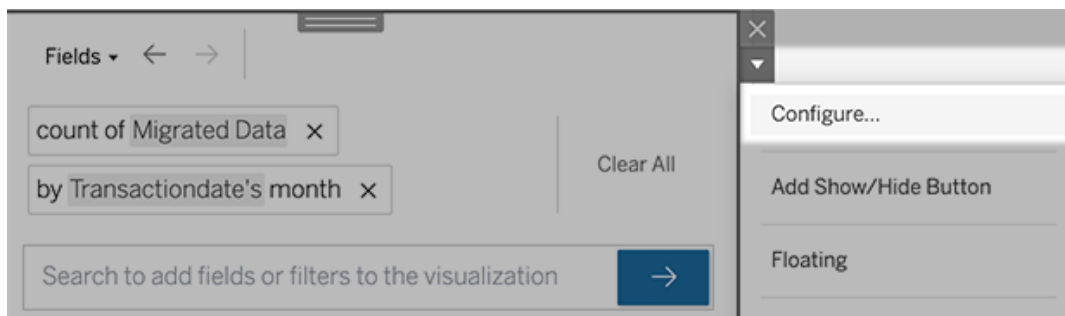 Fields
count of Migrated Data
by Transactiondate's month
Clear All
Search to add fields or filters to the visualization
Configure...
Add Show/Hide Button
Floating